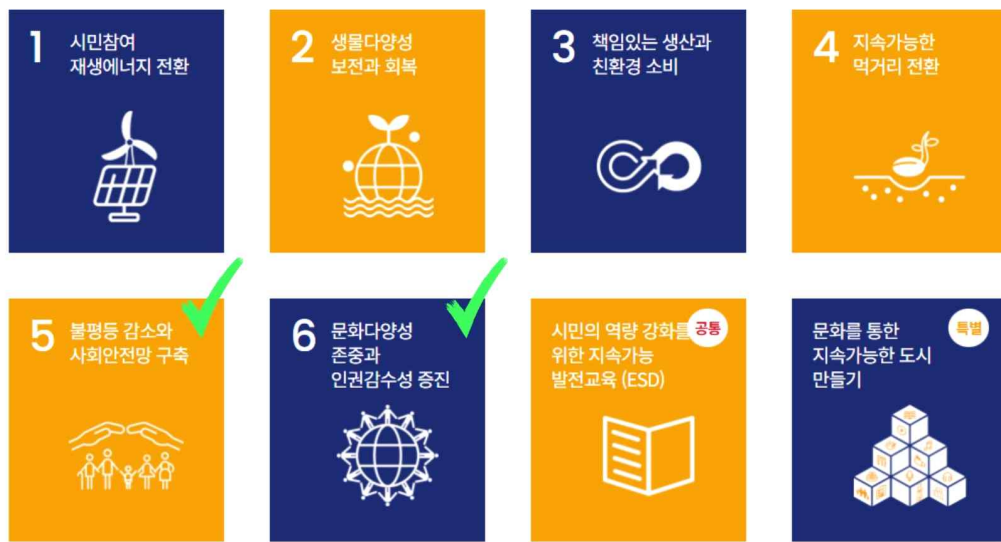 1 시민참여
재생에너지 전환
2 생물다양성
보전과 회복
3 책임있는 생산과
친환경 소비
4 지속가능한
먹거리 전환
5 불평등 감소와
사회안전망 구축
6 문화다양성
존중과
인권감수성 증진
시민의 역량 강화를 공통
위한 지속가능
발전교육 (ESD)
문화를 통한 특별
지속가능한 도시
만들기